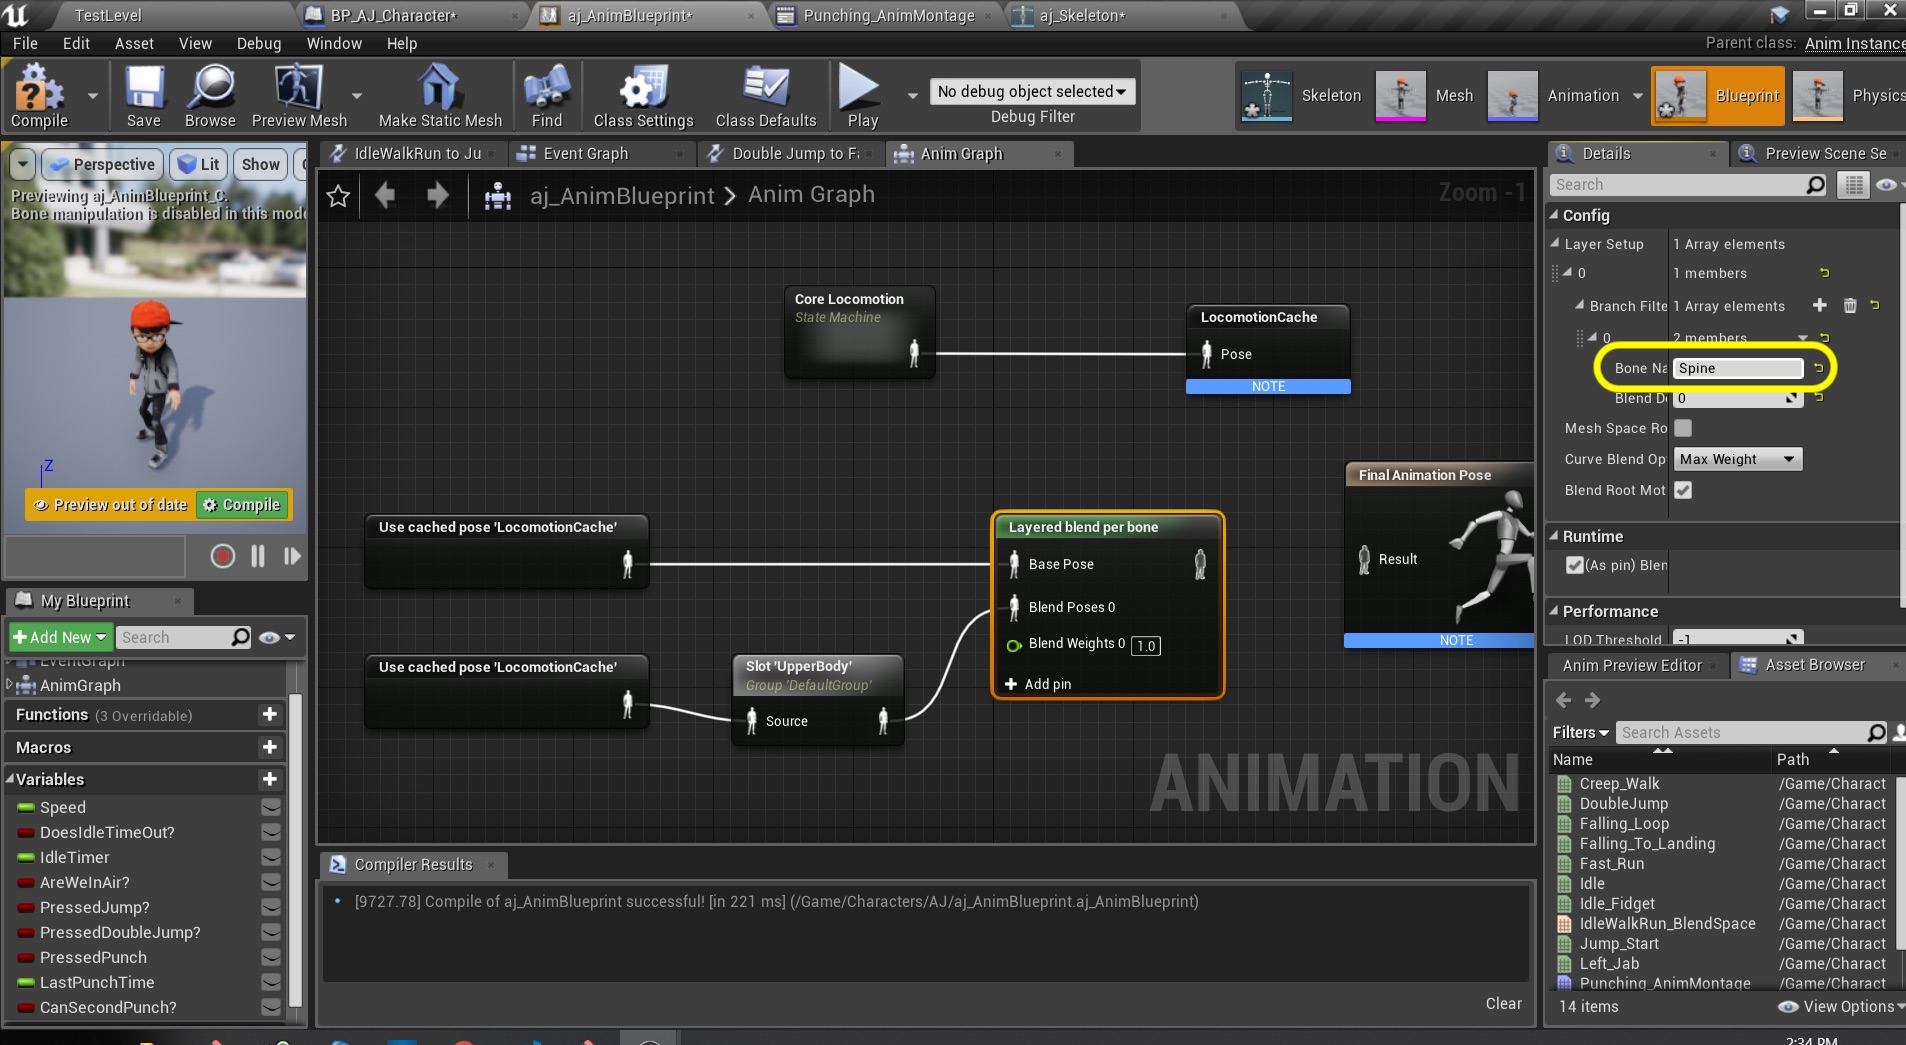 TestLevel
BP_AJ_Character*
aj_AnimBlueprint*
Punching_AnimMontage
aj_Skeleton*
File Edit Asset View Debug Window Help
Parent class: Anim Instance
Compile
Save
Browse
Preview Mesh
Make Static Mesh
Find
Class Settings
Class Defaults
Play
No debug object selected
Debug Filter
Skeleton
Mesh
Animation
Blueprint
Physics
Perspective
Lit
Show
Previewing aj_AnimBlueprint_C.
Bone manipulation is disabled in this mode
Z
Preview out of date
Compile
IdleWalkRun to Ju
Event Graph
Double Jump to Fa
Anim Graph
aj_AnimBlueprint > Anim Graph
Zoom -1
Core Locomotion
State Machine
LocomotionCache
Pose
NOTE
Use cached pose 'LocomotionCache'
Layered blend per bone
Base Pose
Blend Poses 0
Blend Weights 0 1.0
Add pin
Use cached pose 'LocomotionCache'
Slot 'UpperBody'
Group 'DefaultGroup'
Source
Final Animation Pose
Result
NOTE
ANIMATION
My Blueprint
Add New
Search
EventGraph
AnimGraph
Functions (3 Overridable)
Macros
Variables
Speed
DoesIdleTimeOut?
IdleTimer
AreWeInAir?
PressedJump?
PressedDoubleJump?
PressedPunch
LastPunchTime
CanSecondPunch?
Compiler Results
[9727.78] Compile of aj_AnimBlueprint successful! [in 221 ms] (/Game/Characters/AJ/aj_AnimBlueprint.aj_AnimBlueprint)
Clear
Details
Preview Scene Se
Search
Config
Layer Setup 1 Array elements
0 1 members
Branch Filte 1 Array elements
0 2 members
Bone Na Spine
Blend De 0
Mesh Space Ro
Curve Blend Op Max Weight
Blend Root Mot
Runtime
(As pin) Blen
Performance
LOD Threshold -1
Anim Preview Editor
Asset Browser
Filters
Search Assets
Name Path
Creep_Walk /Game/Charact
DoubleJump /Game/Charact
Falling_Loop /Game/Charact
Falling_To_Landing /Game/Charact
Fast_Run /Game/Charact
Idle /Game/Charact
Idle_Fidget /Game/Charact
IdleWalkRun_BlendSpace /Game/Charact
Jump_Start /Game/Charact
Left_Jab /Game/Charact
Punching_AnimMontage /Game/Charact
14 items
View Options
2:34 PM